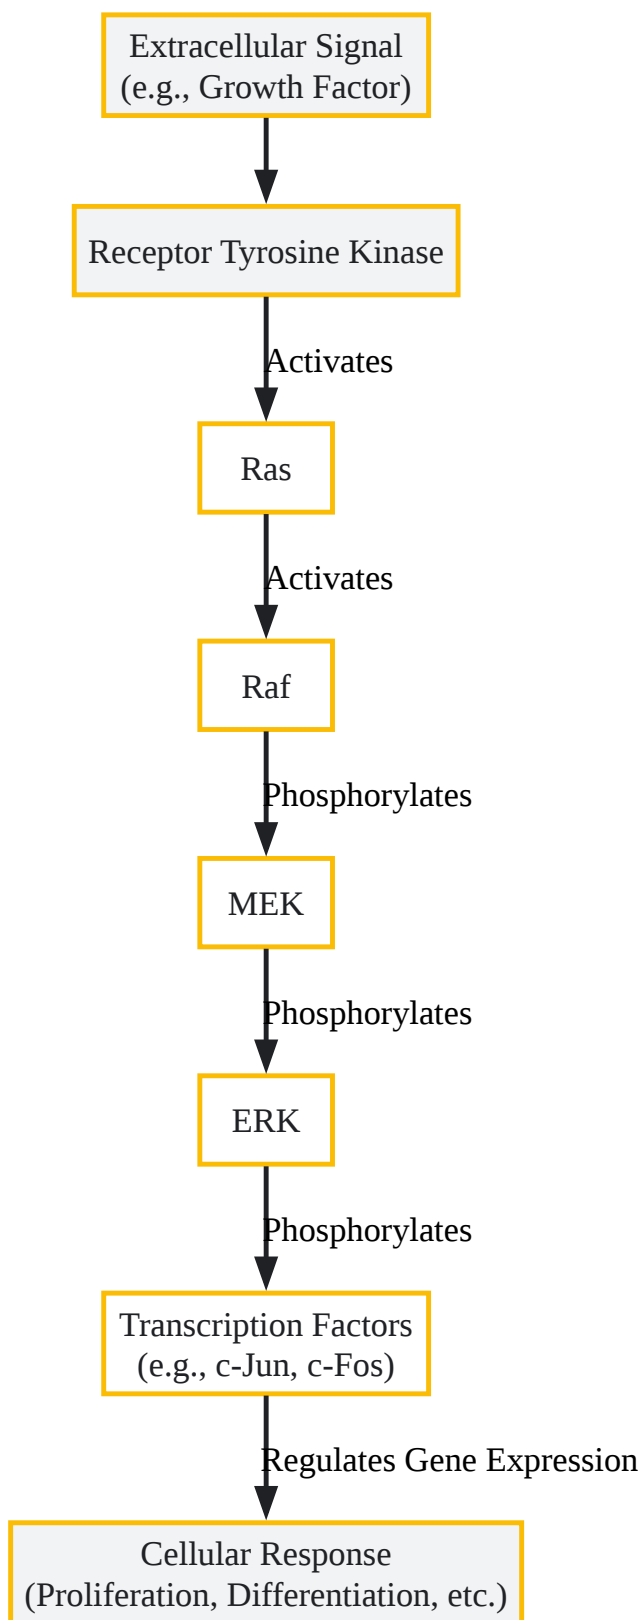 Extracellular Signal
(e.g., Growth Factor)
Receptor Tyrosine Kinase
Activates
Ras
Activates
Raf
Phosphorylates
MEK
Phosphorylates
ERK
Phosphorylates
Transcription Factors
(e.g., c-Jun, c-Fos)
Regulates Gene Expression
Cellular Response
(Proliferation, Differentiation, etc.)